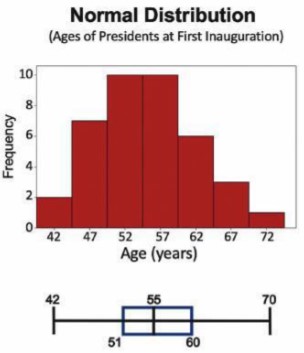 Normal Distribution
(Ages of Presidents at First Inauguration)
Frequency
10
8
6
4
2
0
42 47 52 57 62 67 72
Age (years)
42 55 70
51 60